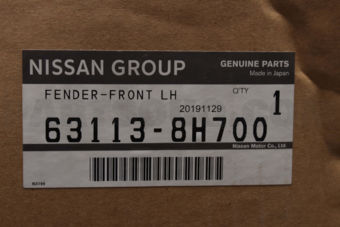 NISSAN GROUP
GENUINE PARTS
Made in Japan
FENDER-FRONT LH
20191129
Q'TY
1
63113-8H700
Nissan Motor Co., Ltd